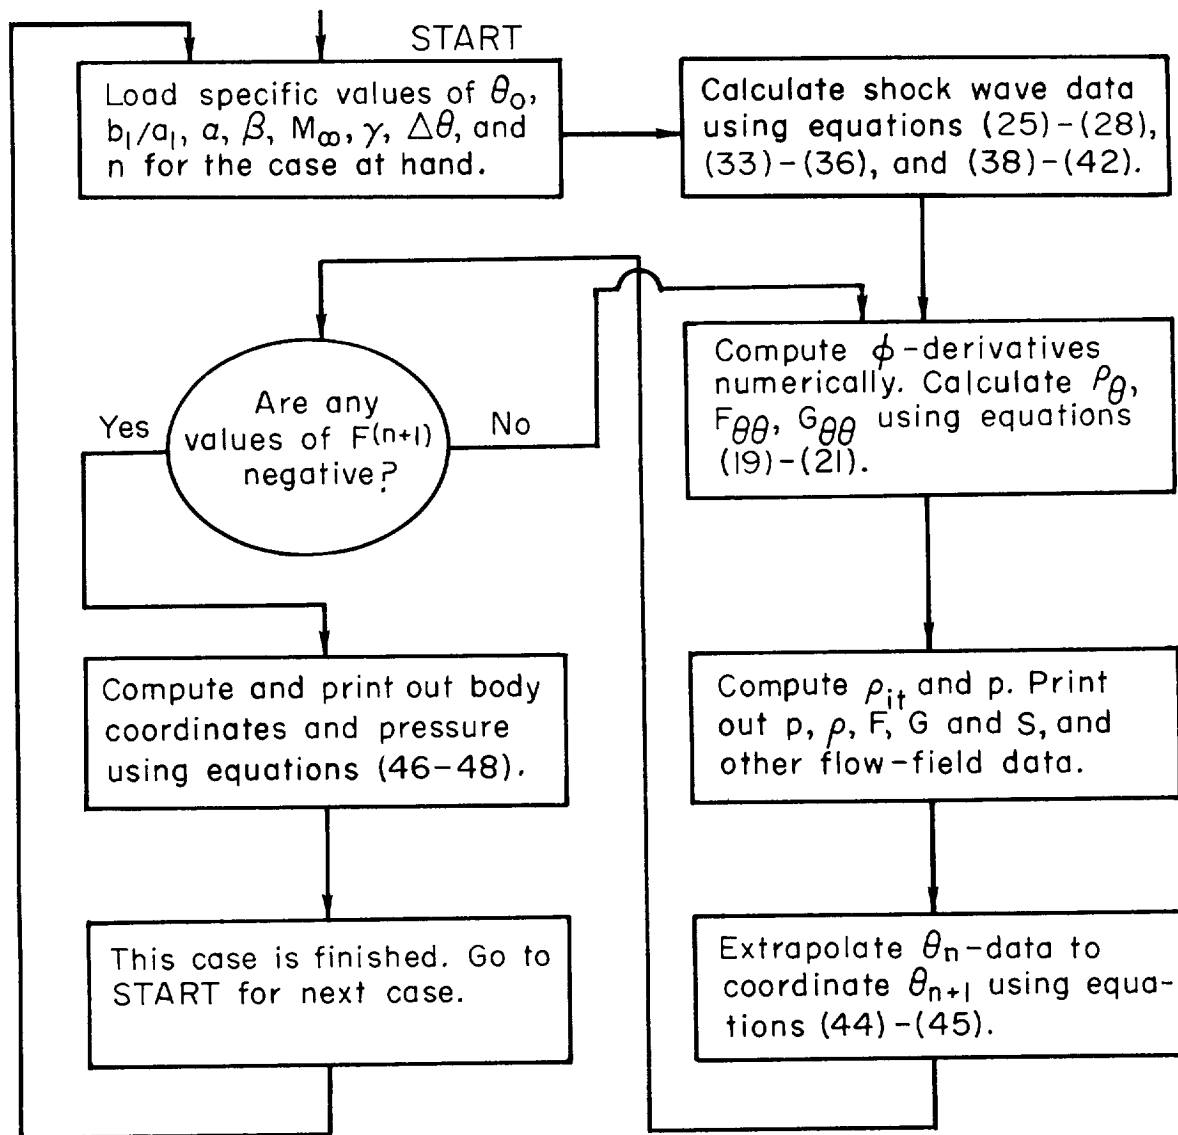 START
Load specific values of θ₀,
b₁/a₁, α, β, M∞, γ, Δθ, and
n for the case at hand.
Calculate shock wave data
using equations (25)-(28),
(33)-(36), and (38)-(42).
Compute ϕ-derivatives
numerically. Calculate ρ_θ,
F_θθ, G_θθ using equations
(19)-(21).
Are any
values of F(n+1)
negative?
Yes
No
Compute and print out body
coordinates and pressure
using equations (46-48).
Compute ρ_it and p. Print
out p, ρ, F, G and S, and
other flow-field data.
This case is finished. Go to
START for next case.
Extrapolate θₙ-data to
coordinate θₙ₊₁ using equa-
tions (44)-(45).